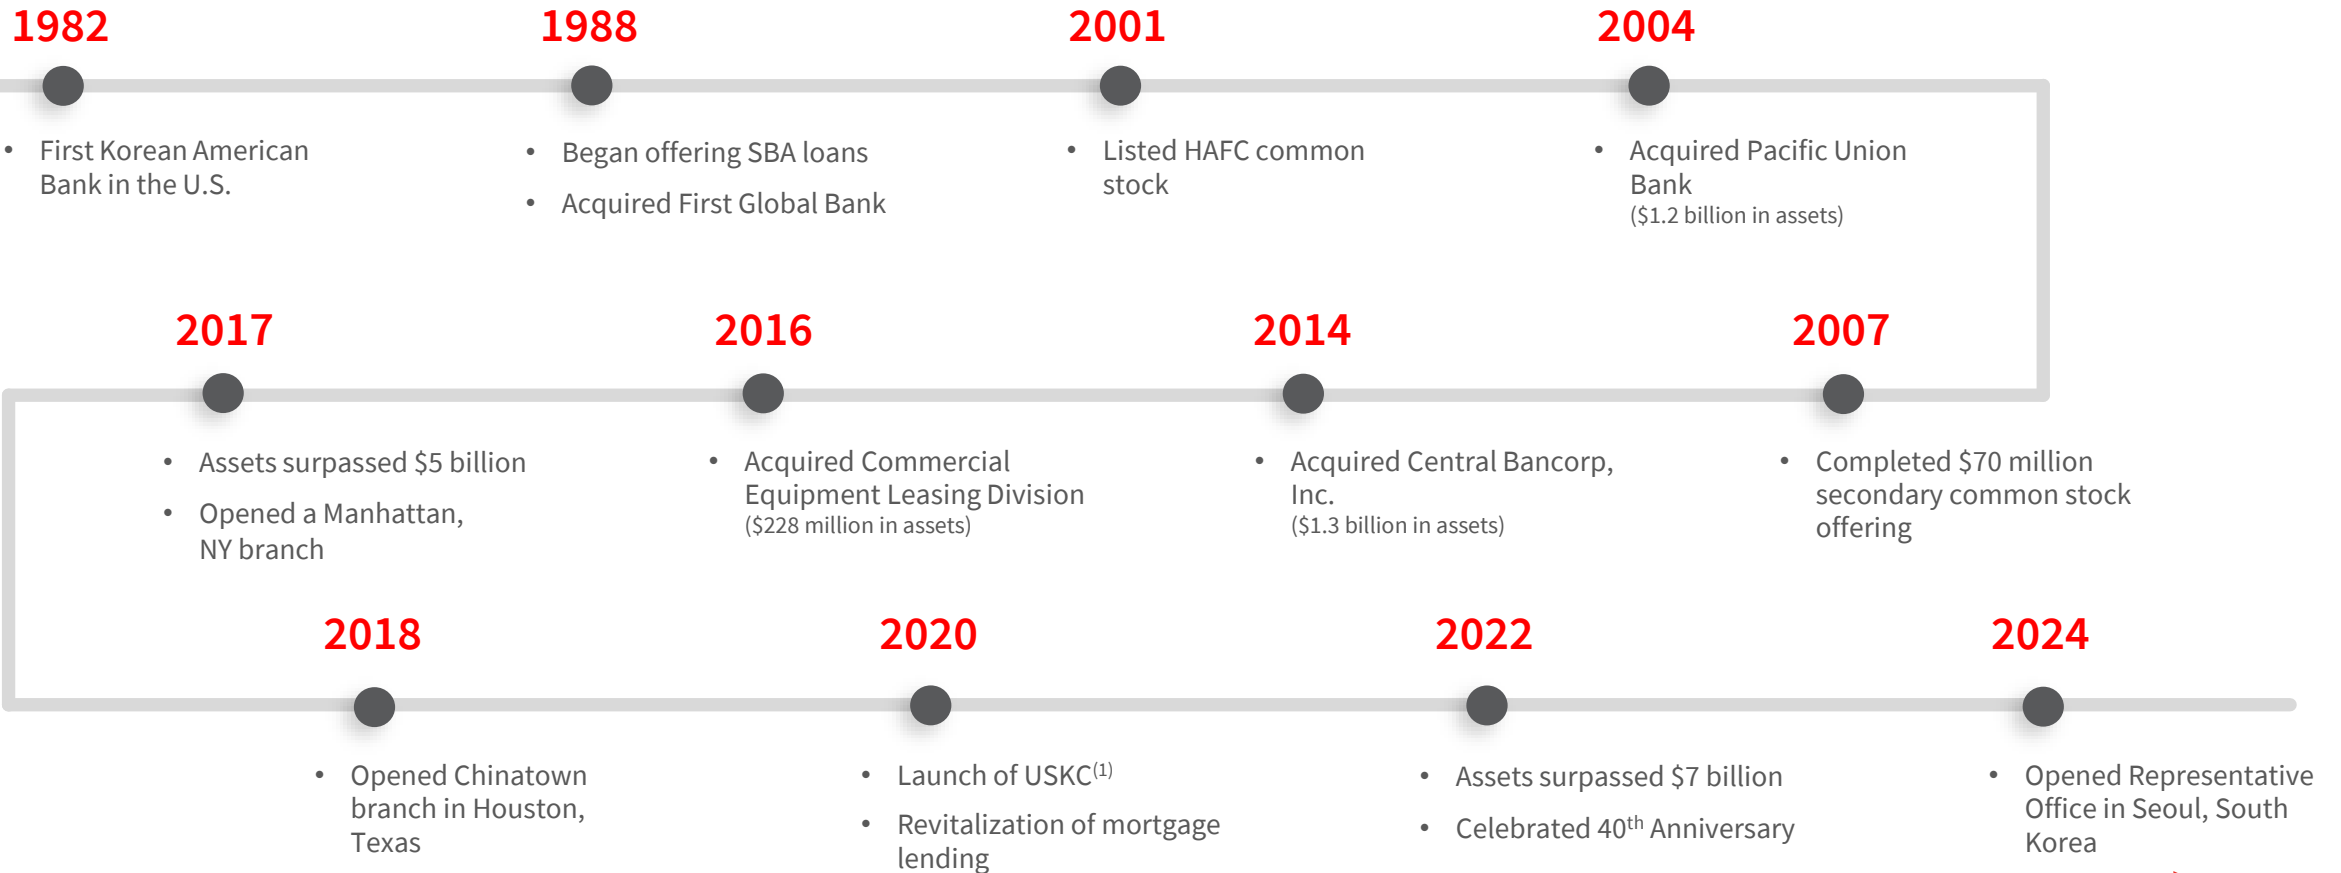 1982
• First Korean American
Bank in the U.S.
1988
• Began offering SBA loans
• Acquired First Global Bank
2001
• Listed HAFC common
stock
2004
• Acquired Pacific Union
Bank
($1.2 billion in assets)
2007
• Completed $70 million
secondary common stock
offering
2014
• Acquired Central Bancorp,
Inc.
($1.3 billion in assets)
2016
• Acquired Commercial
Equipment Leasing Division
($228 million in assets)
2017
• Assets surpassed $5 billion
• Opened a Manhattan,
NY branch
2018
• Opened Chinatown
branch in Houston,
Texas
2020
• Launch of USKC(1)
• Revitalization of mortgage
lending
2022
• Assets surpassed $7 billion
• Celebrated 40th Anniversary
2024
• Opened Representative
Office in Seoul, South
Korea